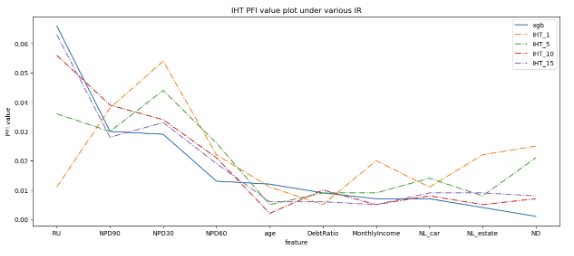 IHT PFI value plot under various IR
xgb
IHT_1
IHT_5
IHT_10
IHT_15
PFI value
0.06
0.05
0.04
0.03
0.02
0.01
0.00
RU
NPD90
NPD30
NPD60
age
DebtRatio
MonthlyIncome
NL_car
NL_estate
ND
feature